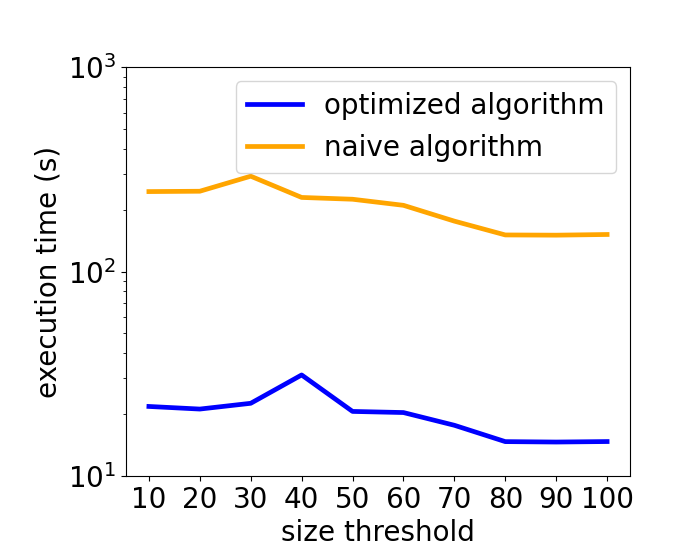 10³
optimized algorithm
naive algorithm
execution time (s)
10²
10¹
10 20 30 40 50 60 70 80 90 100
size threshold